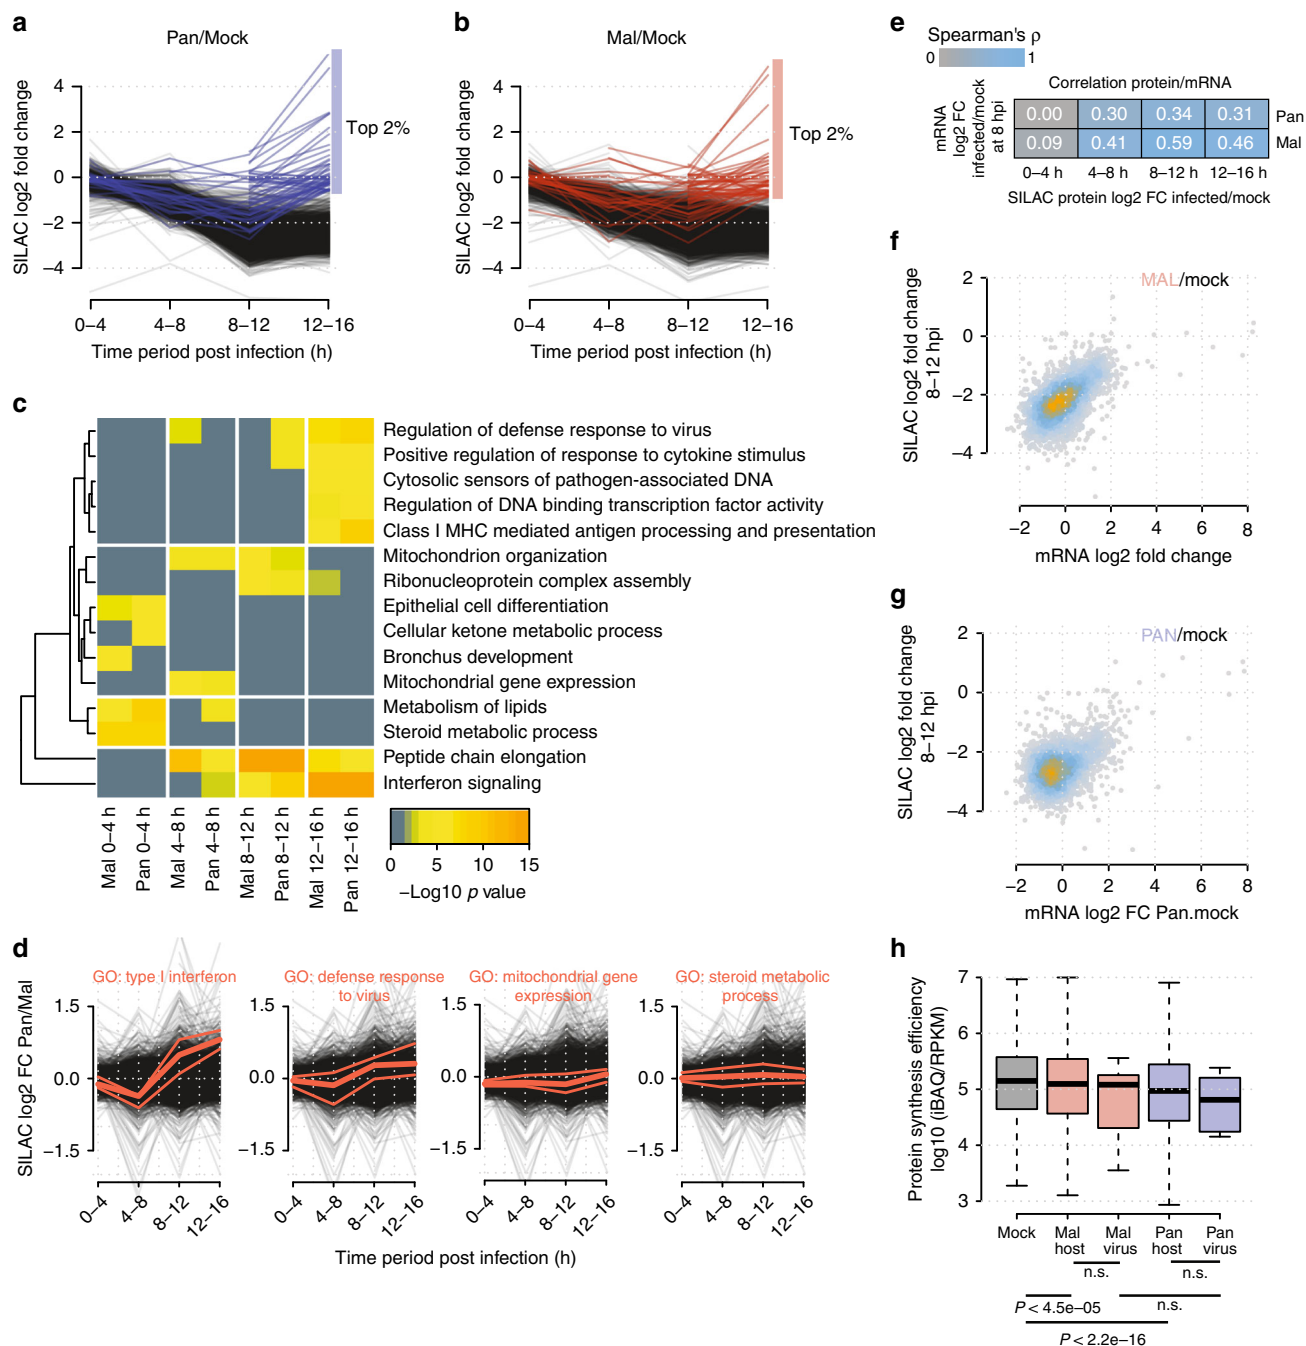 a
Pan/Mock
SILAC log2 fold change
4
2
0
−2
−4
Top 2%
0–4
4–8
8–12
12–16
Time period post infection (h)
b
Mal/Mock
SILAC log2 fold change
4
2
0
−2
−4
Top 2%
0–4
4–8
8–12
12–16
Time period post infection (h)
e
Spearman's ρ
0
1
Correlation protein/mRNA
mRNA
log2 FC
infected/mock
at 8 hpi
0.00 0.30 0.34 0.31 Pan
0.09 0.41 0.59 0.46 Mal
0–4 h 4–8 h 8–12 h 12–16 h
SILAC protein log2 FC infected/mock
f
MAL/mock
SILAC log2 fold change
8–12 hpi
2
0
−2
−4
−2 0 2 4 6 8
mRNA log2 fold change
c
Regulation of defense response to virus
Positive regulation of response to cytokine stimulus
Cytosolic sensors of pathogen-associated DNA
Regulation of DNA binding transcription factor activity
Class I MHC mediated antigen processing and presentation
Mitochondrion organization
Ribonucleoprotein complex assembly
Epithelial cell differentiation
Cellular ketone metabolic process
Bronchus development
Mitochondrial gene expression
Metabolism of lipids
Steroid metabolic process
Peptide chain elongation
Interferon signaling
Mal 0–4 h
Pan 0–4 h
Mal 4–8 h
Pan 4–8 h
Mal 8–12 h
Pan 8–12 h
Mal 12–16 h
Pan 12–16 h
0 5 10 15
−Log10 p value
g
PAN/mock
SILAC log2 fold change
8–12 hpi
2
0
−2
−4
−2 0 2 4 6 8
mRNA log2 FC Pan.mock
d
SILAC log2 FC Pan/Mal
GO: type I interferon
1.5
0.0
−1.5
0–4
4–8
8–12
12–16
GO: defense response
to virus
1.5
0.0
−1.5
0–4
4–8
8–12
12–16
GO: mitochondrial gene
expression
1.5
0.0
−1.5
0–4
4–8
8–12
12–16
GO: steroid metabolic
process
1.5
0.0
−1.5
0–4
4–8
8–12
12–16
Time period post infection (h)
h
Protein synthesis efficiency
log10 (iBAQ/RPKM)
7
6
5
4
3
Mock
Mal
host
Mal
virus
Pan
host
Pan
virus
n.s.
n.s.
P < 4.5e–05
n.s.
P < 2.2e–16